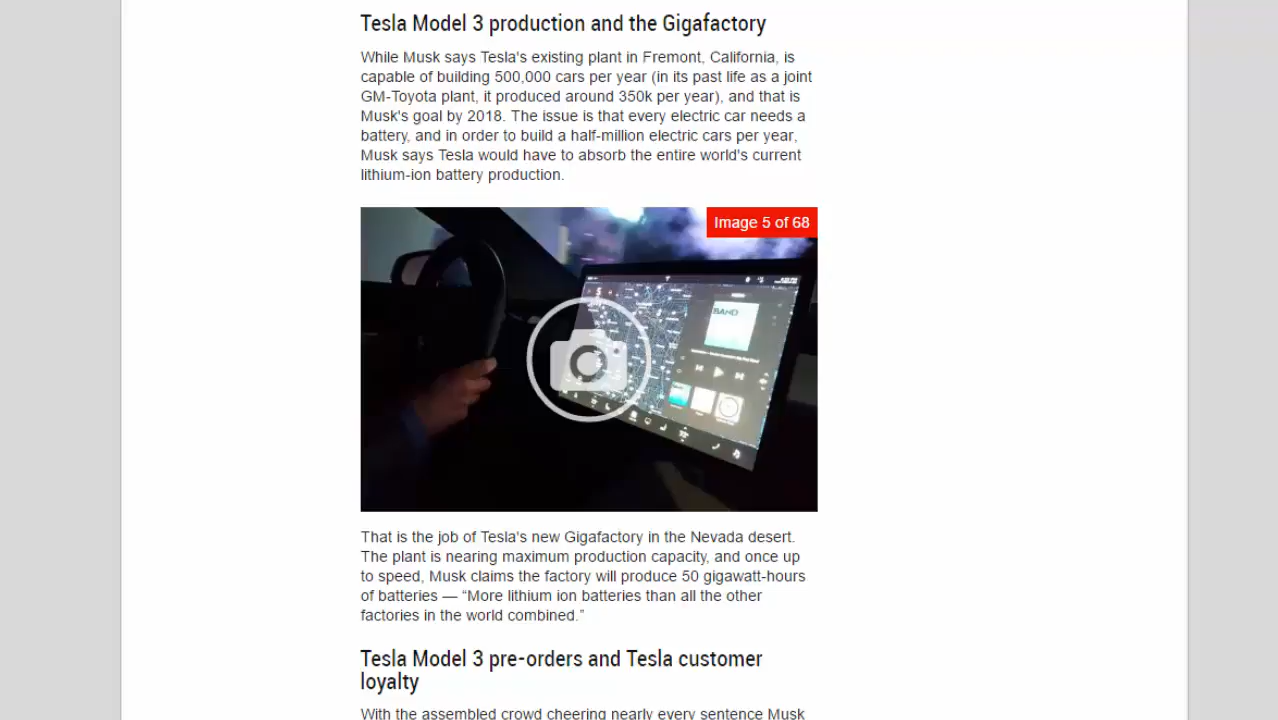 Tesla Model 3 production and the Gigafactory
While Musk says Tesla's existing plant in Fremont, California, is
capable of building 500,000 cars per year (in its past life as a joint
GM-Toyota plant, it produced around 350k per year), and that is
Musk's goal by 2018. The issue is that every electric car needs a
battery, and in order to build a half-million electric cars per year,
Musk says Tesla would have to absorb the entire world's current
lithium-ion battery production.
Image 5 of 68
BAND
That is the job of Tesla's new Gigafactory in the Nevada desert.
The plant is nearing maximum production capacity, and once up
to speed, Musk claims the factory will produce 50 gigawatt-hours
of batteries — “More lithium ion batteries than all the other
factories in the world combined.”
Tesla Model 3 pre-orders and Tesla customer
loyalty
With the assembled crowd cheering nearly every sentence Musk